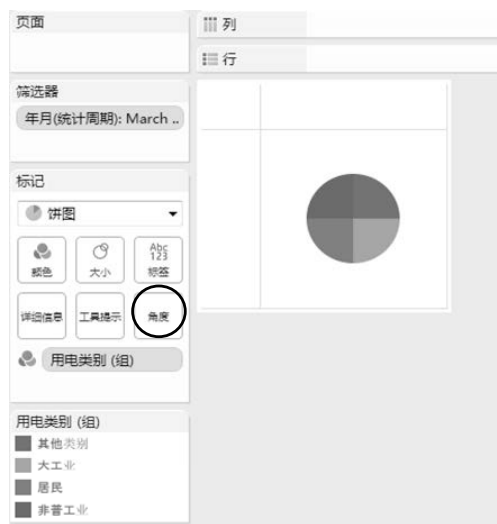 页面
列
行
筛选器
年月(统计周期): March ..
标记
饼图
颜色
大小
Abc
123
标签
详细信息
工具提示
角度
用电类别 (组)
用电类别 (组)
其他类别
大工业
居民
非普工业